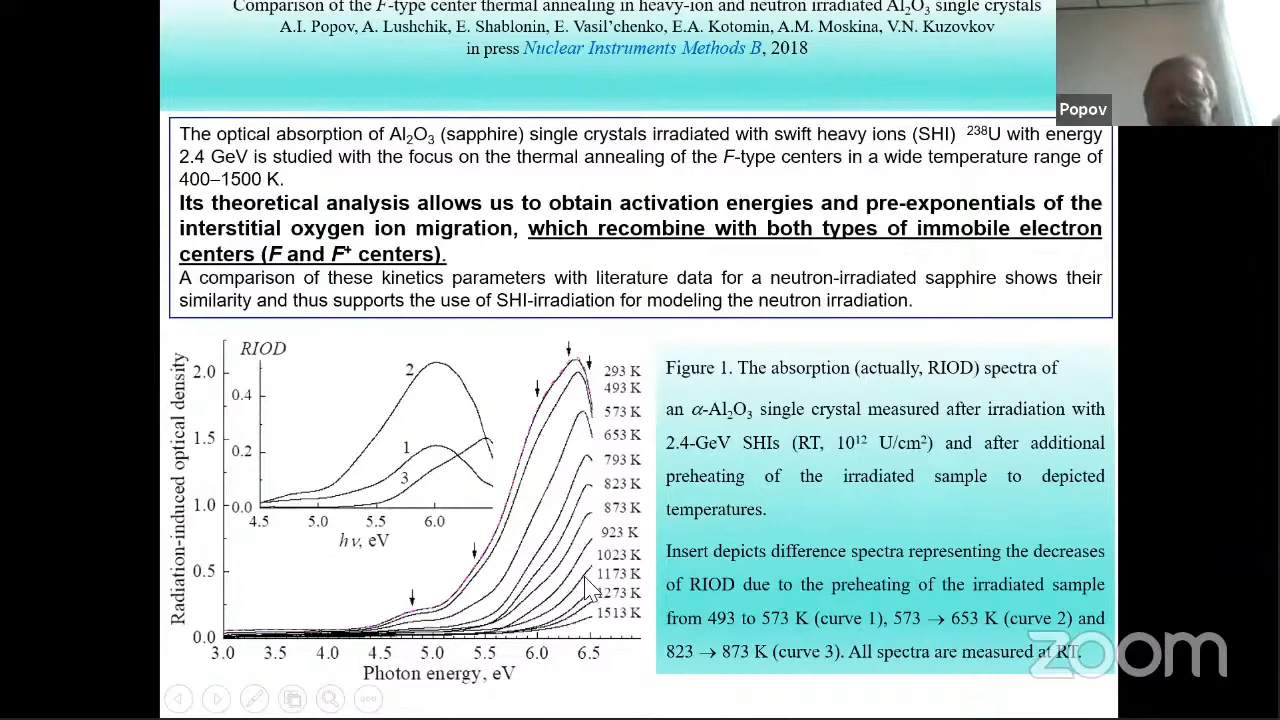 Comparison of the F-type center thermal annealing in heavy-ion and neutron irradiated Al₂O₃ single crystals
A.I. Popov, A. Lushchik, E. Shablonin, E. Vasil'chenko, E.A. Kotomin, A.M. Moskina, V.N. Kuzovkov
in press Nuclear Instruments Methods B, 2018
Popov
The optical absorption of Al₂O₃ (sapphire) single crystals irradiated with swift heavy ions (SHI) ²³⁸U with energy
2.4 GeV is studied with the focus on the thermal annealing of the F-type centers in a wide temperature range of
400–1500 K.
Its theoretical analysis allows us to obtain activation energies and pre-exponentials of the
interstitial oxygen ion migration, which recombine with both types of immobile electron
centers (F and F⁺ centers).
A comparison of these kinetics parameters with literature data for a neutron-irradiated sapphire shows their
similarity and thus supports the use of SHI-irradiation for modeling the neutron irradiation.
Radiation-induced optical density
2.0
1.5
1.0
0.5
0.0
3.0 3.5 4.0 4.5 5.0 5.5 6.0 6.5
Photon energy, eV
RIOD
0.4
0.2
0.0
4.5 5.0 5.5 6.0
hν, eV
2
1
3
293 K
493 K
573 K
653 K
793 K
823 K
873 K
923 K
1023 K
1173 K
1273 K
1513 K
Figure 1. The absorption (actually, RIOD) spectra of
an α-Al₂O₃ single crystal measured after irradiation with
2.4-GeV SHIs (RT, 10¹² U/cm²) and after additional
preheating of the irradiated sample to depicted
temperatures.
Insert depicts difference spectra representing the decreases
of RIOD due to the preheating of the irradiated sample
from 493 to 573 K (curve 1), 573 → 653 K (curve 2) and
823 → 873 K (curve 3). All spectra are measured at RT.
zoom